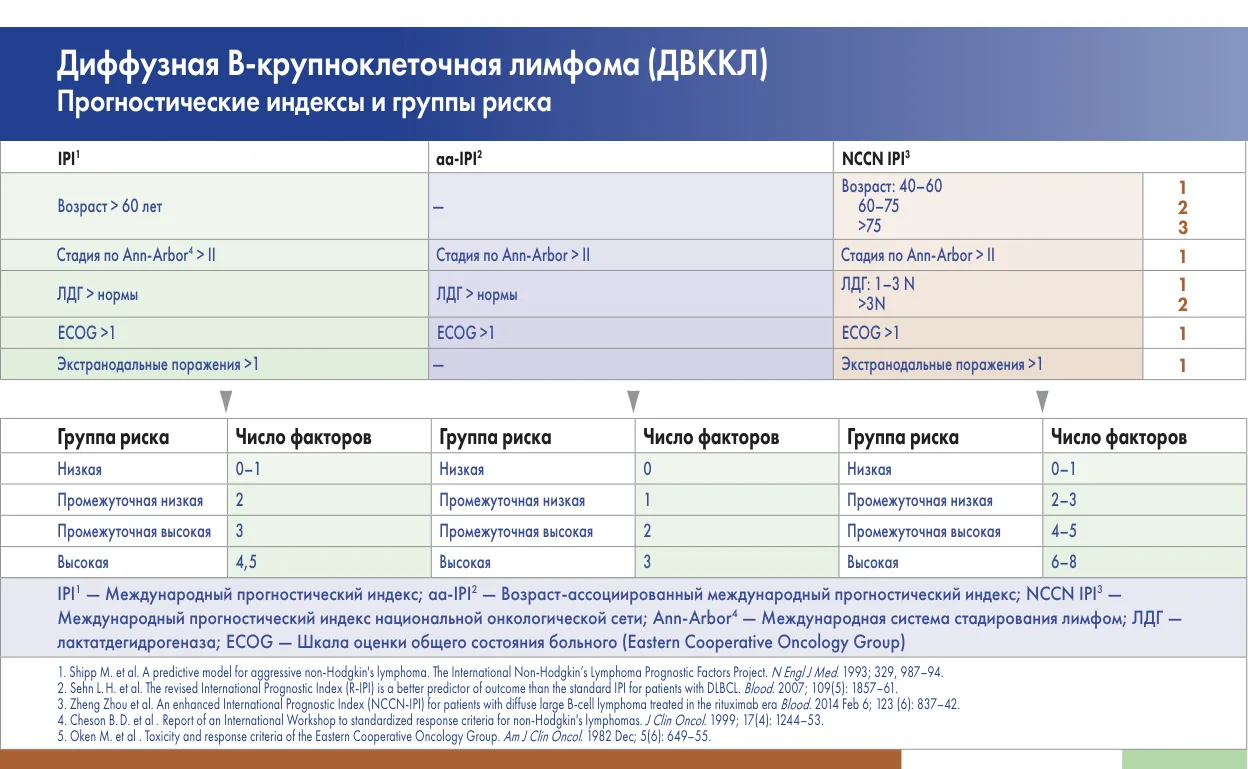 Диффузная В-крупноклеточная лимфома (ДВККЛ)
Прогностические индексы и группы риска
IPI¹ aa-IPI² NCCN IPI³
Возраст > 60 лет — Возраст: 40–60 1
60–75 2
>75 3
Стадия по Ann-Arbor⁴ > II Стадия по Ann-Arbor > II Стадия по Ann-Arbor > II 1
ЛДГ > нормы ЛДГ > нормы ЛДГ: 1–3 N 1
>3N 2
ECOG >1 ECOG >1 ECOG >1 1
Экстранодальные поражения >1 — Экстранодальные поражения >1 1
Группа риска Число факторов Группа риска Число факторов Группа риска Число факторов
Низкая 0–1 Низкая 0 Низкая 0–1
Промежуточная низкая 2 Промежуточная низкая 1 Промежуточная низкая 2–3
Промежуточная высокая 3 Промежуточная высокая 2 Промежуточная высокая 4–5
Высокая 4,5 Высокая 3 Высокая 6–8
IPI¹ — Международный прогностический индекс; aa-IPI² — Возраст-ассоциированный международный прогностический индекс; NCCN IPI³ —
Международный прогностический индекс национальной онкологической сети; Ann-Arbor⁴ — Международная система стадирования лимфом; ЛДГ —
лактатдегидрогеназа; ECOG — Шкала оценки общего состояния больного (Eastern Cooperative Oncology Group)
1. Shipp M. et al. A predictive model for aggressive non-Hodgkin's lymphoma. The International Non-Hodgkin’s Lymphoma Prognostic Factors Project. N Engl J Med. 1993; 329, 987–94.
2. Sehn L. H. et al. The revised International Prognostic Index (R-IPI) is a better predictor of outcome than the standard IPI for patients with DLBCL. Blood. 2007; 109(5): 1857–61.
3. Zheng Zhou et al. An enhanced International Prognostic Index (NCCN-IPI) for patients with diffuse large B-cell lymphoma treated in the rituximab era Blood. 2014 Feb 6; 123 (6): 837–42.
4. Cheson B. D. et al . Report of an International Workshop to standardized response criteria for non-Hodgkin's lymphomas. J Clin Oncol. 1999; 17(4): 1244–53.
5. Oken M. et al . Toxicity and response criteria of the Eastern Cooperative Oncology Group. Am J Clin Oncol. 1982 Dec; 5(6): 649–55.